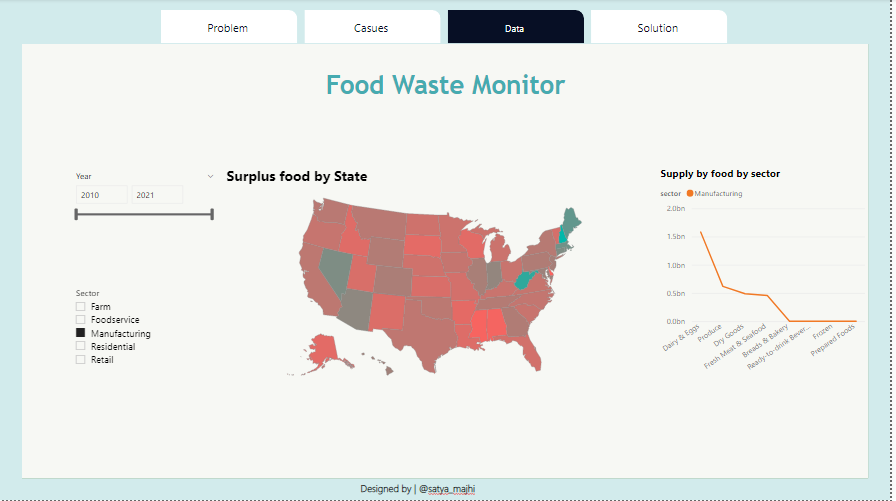 Problem
Casues
Data
Solution
Food Waste Monitor
Year
2010 2021
Sector
Farm
Foodservice
Manufacturing
Residential
Retail
Surplus food by State
Supply by food by sector
sector Manufacturing
2.0bn
1.5bn
1.0bn
0.5bn
0.0bn
Dairy & Eggs
Produce
Dry Goods
Fresh Meat & Seafood
Breads & Bakery
Ready-to-drink Bever...
Frozen
Prepared Foods
Designed by | @satya_majhi